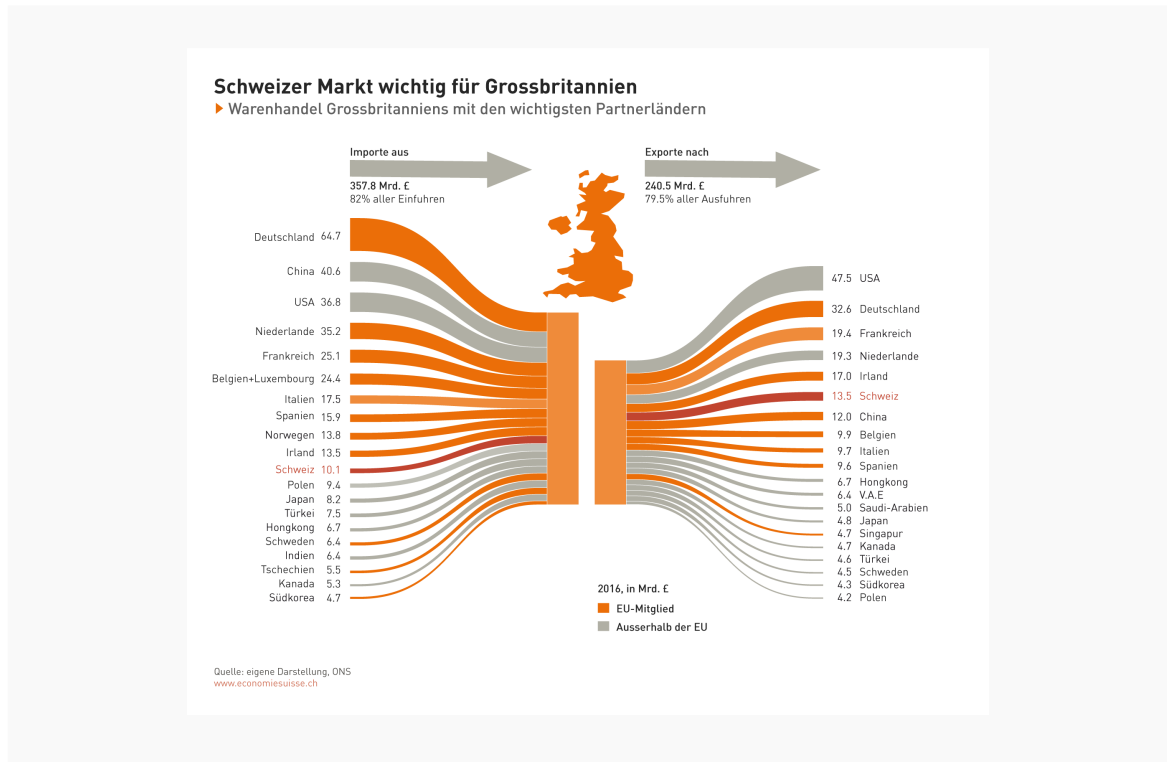 Schweizer Markt wichtig für Grossbritannien
Warenhandel Grossbritanniens mit den wichtigsten Partnerländern
Importe aus
357.8 Mrd. £
82% aller Einfuhren
Exporte nach
240.5 Mrd. £
79.5% aller Ausfuhren
Deutschland 64.7
China 40.6
USA 36.8
Niederlande 35.2
Frankreich 25.1
Belgien+Luxembourg 24.4
Italien 17.5
Spanien 15.9
Norwegen 13.8
Irland 13.5
Schweiz 10.1
Polen 9.4
Japan 8.2
Türkei 7.5
Hongkong 6.7
Schweden 6.4
Indien 6.4
Tschechien 5.5
Kanada 5.3
Südkorea 4.7
47.5 USA
32.6 Deutschland
19.4 Frankreich
19.3 Niederlande
17.0 Irland
13.5 Schweiz
12.0 China
9.9 Belgien
9.7 Italien
9.6 Spanien
6.7 Hongkong
6.4 V.A.E
5.0 Saudi-Arabien
4.8 Japan
4.7 Singapur
4.7 Kanada
4.6 Türkei
4.5 Schweden
4.3 Südkorea
4.2 Polen
2016, in Mrd. £
EU-Mitglied
Ausserhalb der EU
Quelle: eigene Darstellung, ONS
www.economiesuisse.ch